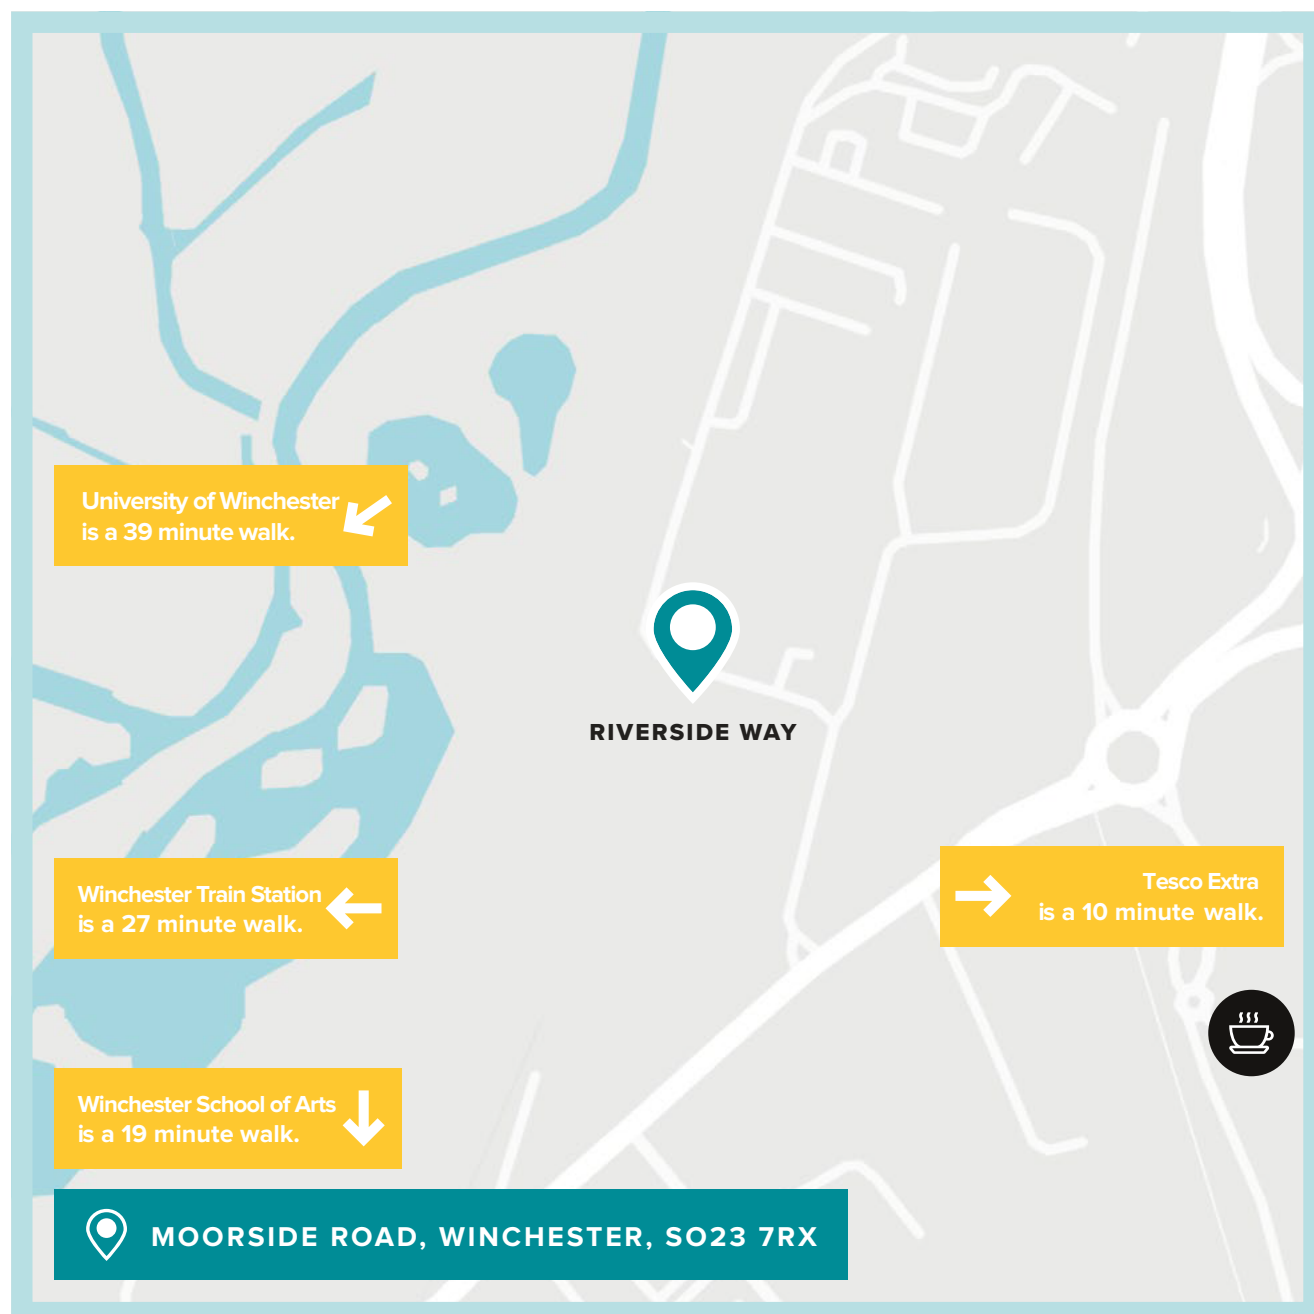 University of Winchester
is a 39 minute walk.
RIVERSIDE WAY
Winchester Train Station
is a 27 minute walk.
Tesco Extra
is a 10 minute walk.
Winchester School of Arts
is a 19 minute walk.
MOORSIDE ROAD, WINCHESTER, SO23 7RX